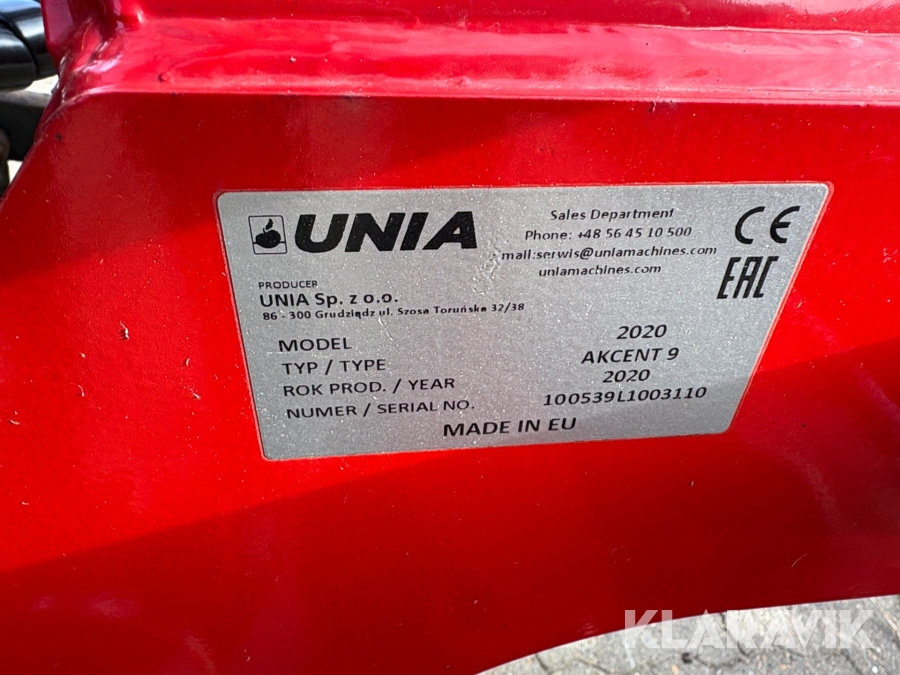 UNIA
Sales Department
Phone: +48 56 45 10 500
mail:serwis@uniamachines.com
uniamachines.com
CE
EAC
PRODUCER
UNIA Sp. z o.o.
86 - 300 Grudziądz ul. Szosa Toruńska 32/38
MODEL 2020
TYP / TYPE AKCENT 9
ROK PROD. / YEAR 2020
NUMER / SERIAL NO. 100539L1003110
MADE IN EU
KLARAVIK